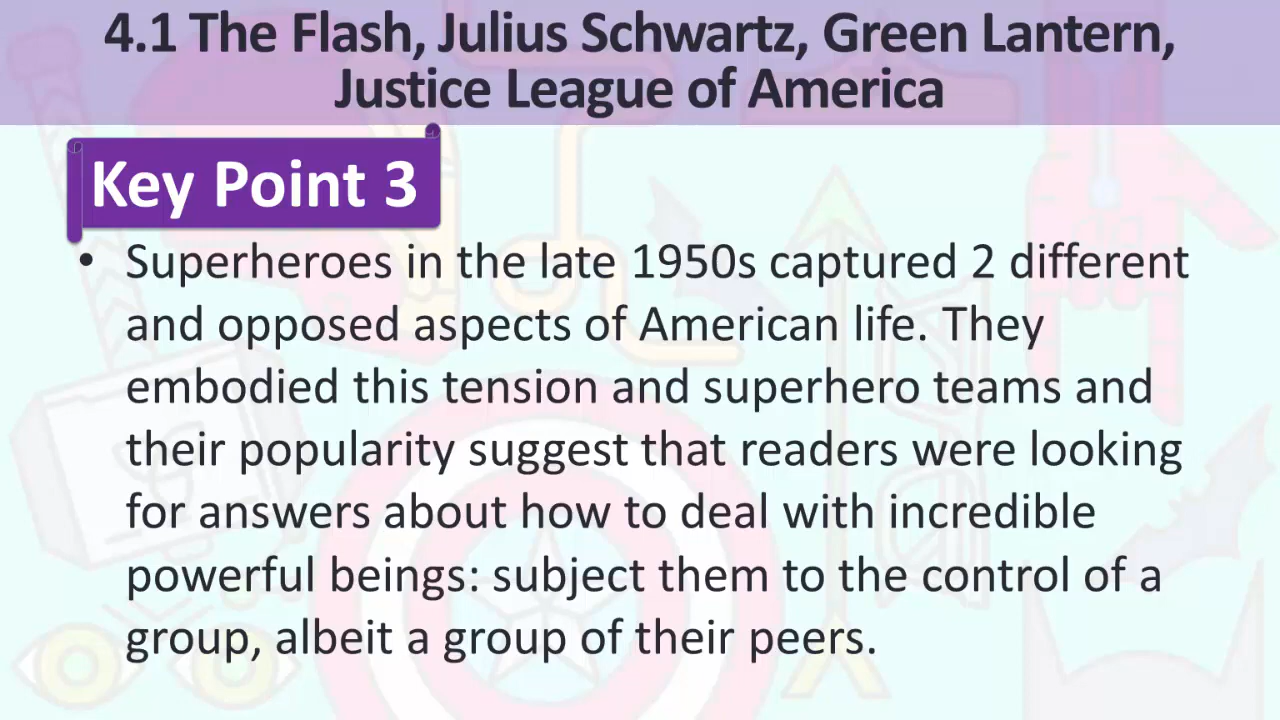 4.1 The Flash, Julius Schwartz, Green Lantern,
Justice League of America
Key Point 3
• Superheroes in the late 1950s captured 2 different
and opposed aspects of American life. They
embodied this tension and superhero teams and
their popularity suggest that readers were looking
for answers about how to deal with incredible
powerful beings: subject them to the control of a
group, albeit a group of their peers.